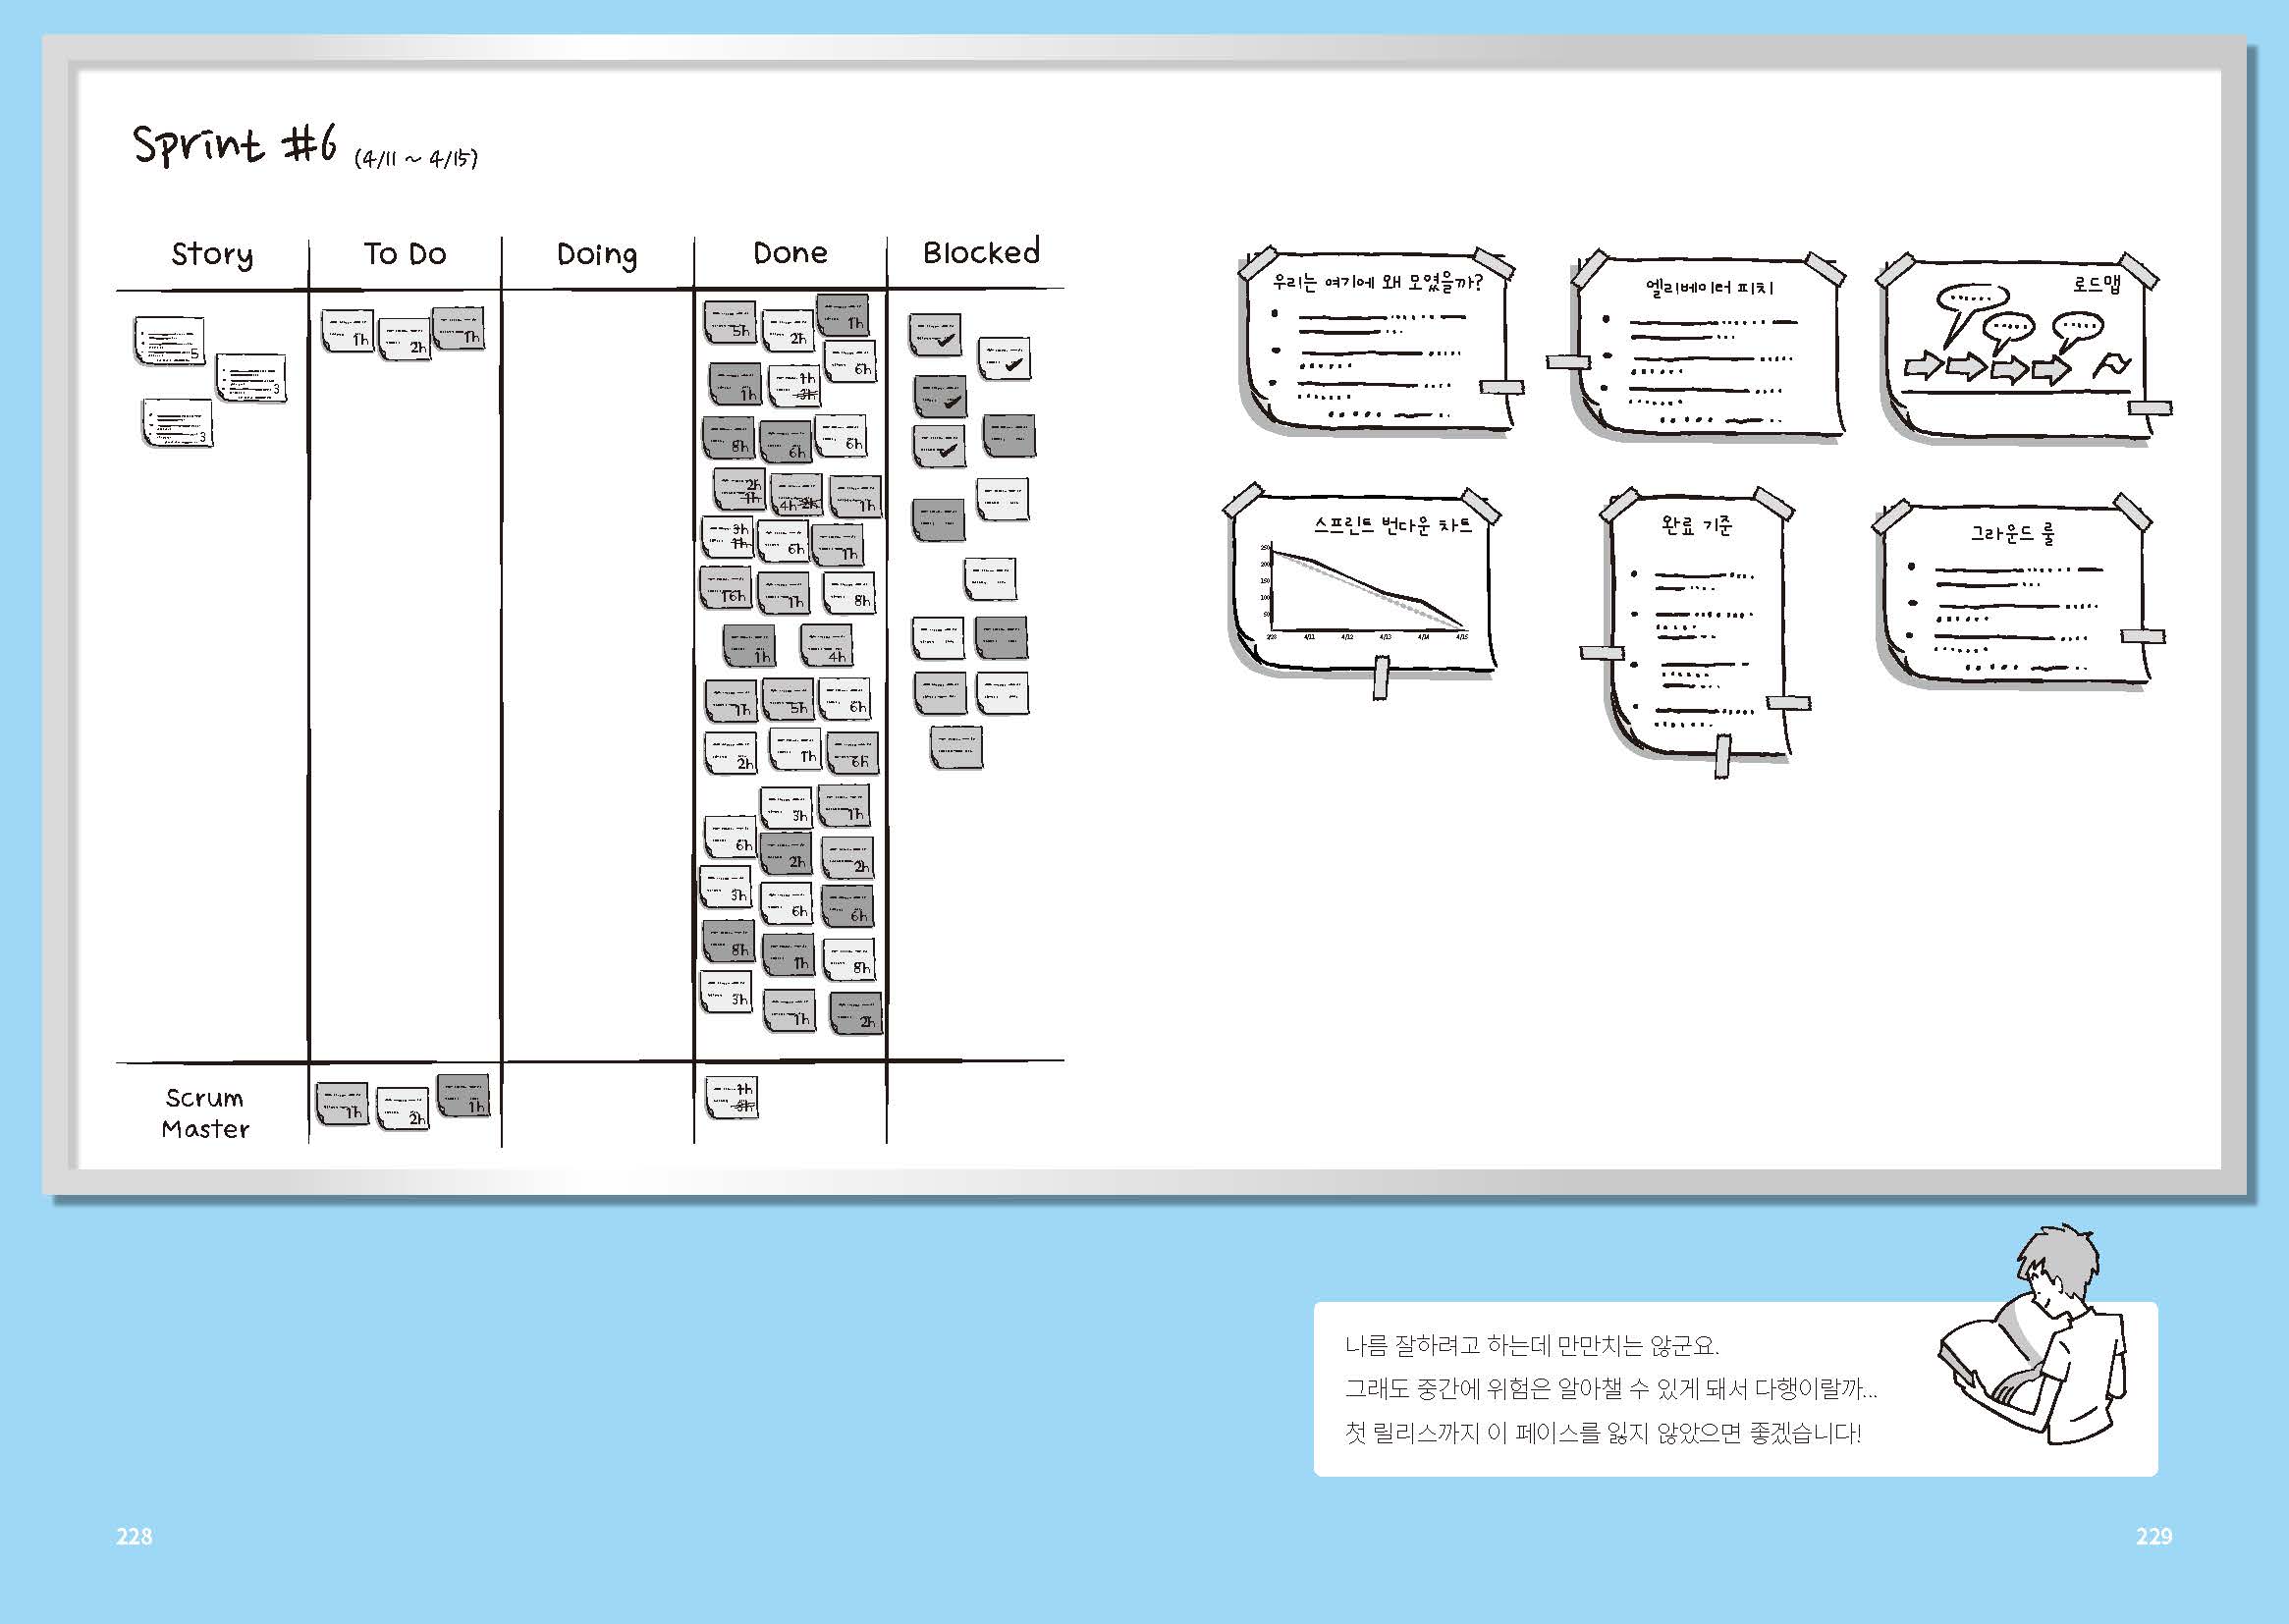 Sprint #6 (4/11 ~ 4/15)
Story
To Do
Doing
Done
Blocked
5
3
3
1h
2h
1h
5h
2h
1h
6h
1h
1h
3h
8h
6h
6h
2h
1h
4h 2h
1h
3h
1h
6h
1h
16h
1h
8h
1h
4h
7h
5h
6h
2h
1h
6h
3h
1h
6h
2h
2h
3h
6h
6h
8h
1h
8h
3h
1h
2h
Scrum
Master
1h
2h
1h
1h
우리는 여기에 왜 모였을까?
엘리베이터 피치
로드맵
스프린트 번다운 차트
250
200
150
100
50
4/11 4/12 4/13 4/14 4/15
완료 기준
그라운드 룰
나름 잘하려고 하는데 만만치는 않군요.
그래도 중간에 위험은 알아챌 수 있게 돼서 다행이랄까...
첫 릴리스까지 이 페이스를 잃지 않았으면 좋겠습니다!
228
229